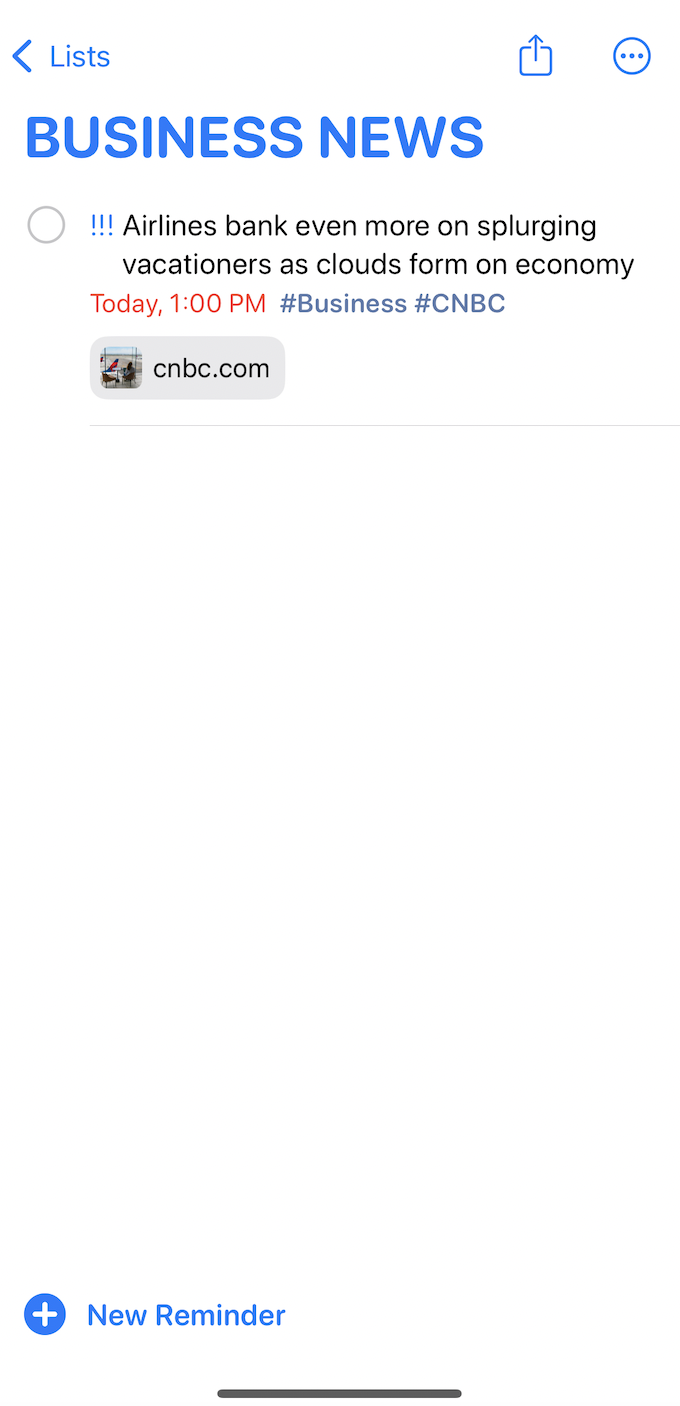 Lists
BUSINESS NEWS
!!! Airlines bank even more on splurging
vacationers as clouds form on economy
Today, 1:00 PM #Business #CNBC
cnbc.com
New Reminder